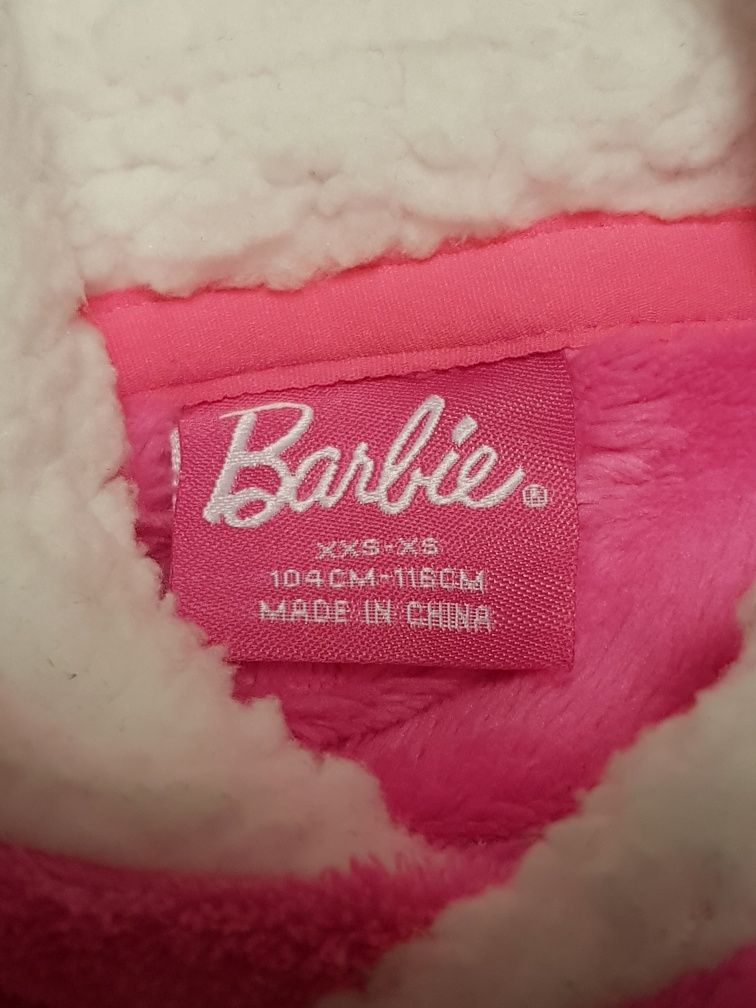 Barbie®
XXS-XS
104CM-116CM
MADE IN CHINA